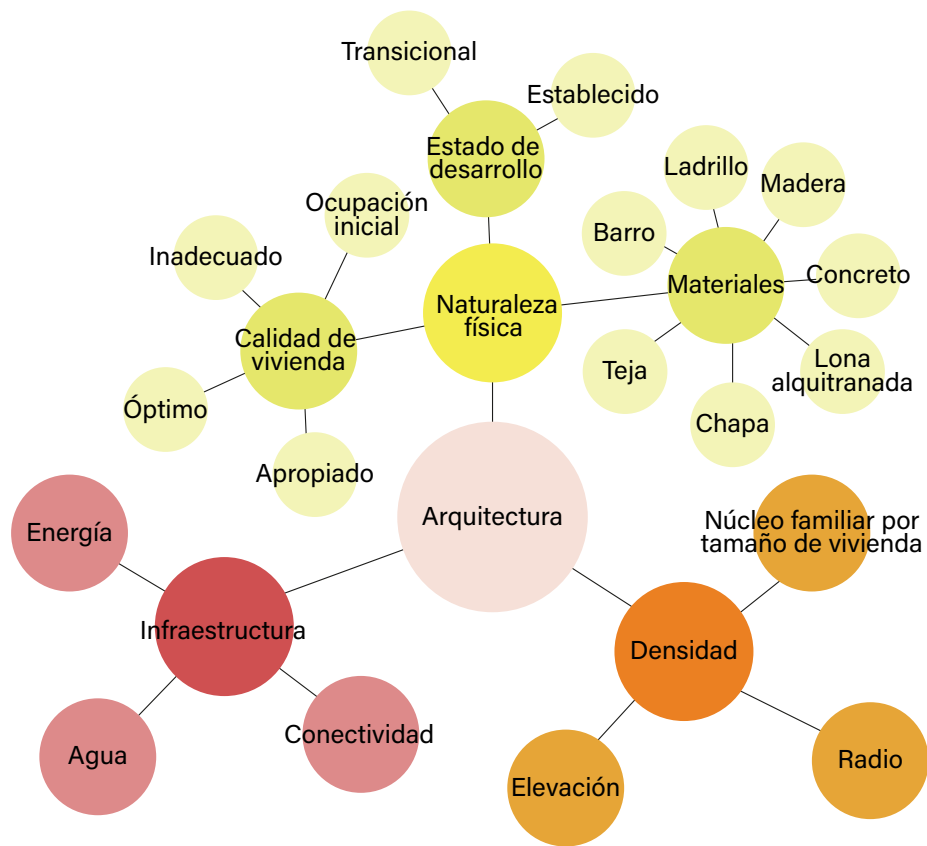 Transicional
Establecido
Estado de
desarrollo
Ladrillo
Madera
Ocupación
inicial
Barro
Inadecuado
Concreto
Materiales
Naturaleza
física
Calidad de
vivienda
Teja
Lona
alquitranada
Óptimo
Chapa
Apropiado
Arquitectura
Núcleo familiar por
tamaño de vivienda
Energía
Infraestructura
Densidad
Conectividad
Agua
Radio
Elevación